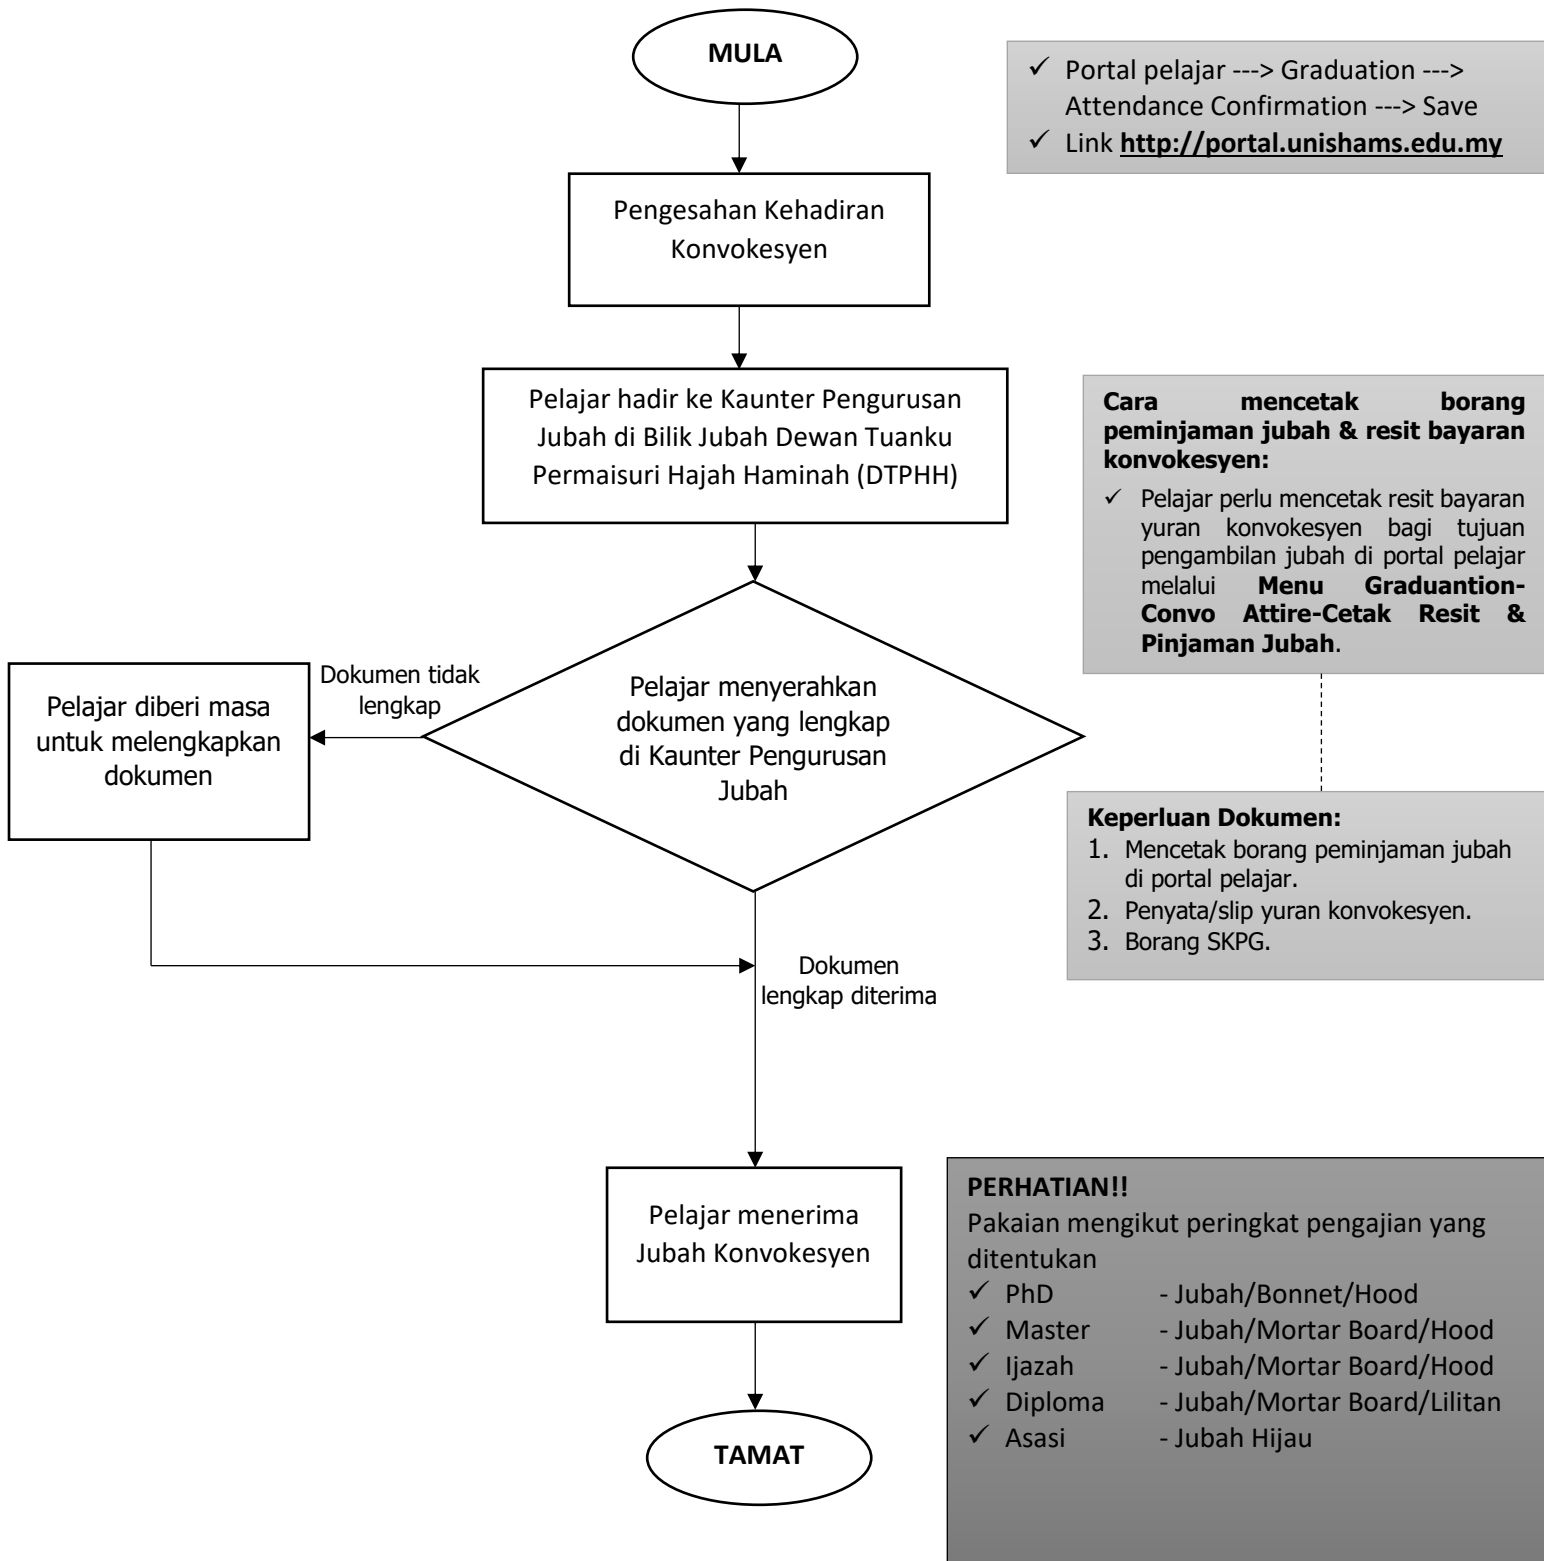 MULA
✓ Portal pelajar ---> Graduation --->
Attendance Confirmation ---> Save
✓ Link http://portal.unishams.edu.my
Pengesahan Kehadiran
Konvokesyen
Pelajar hadir ke Kaunter Pengurusan
Jubah di Bilik Jubah Dewan Tuanku
Permaisuri Hajah Haminah (DTPHH)
Cara mencetak borang
peminjaman jubah & resit bayaran
konvokesyen:
✓ Pelajar perlu mencetak resit bayaran
yuran konvokesyen bagi tujuan
pengambilan jubah di portal pelajar
melalui Menu Graduantion-
Convo Attire-Cetak Resit &
Pinjaman Jubah.
Dokumen tidak
lengkap
Pelajar diberi masa
untuk melengkapkan
dokumen
Pelajar menyerahkan
dokumen yang lengkap
di Kaunter Pengurusan
Jubah
Keperluan Dokumen:
1. Mencetak borang peminjaman jubah
di portal pelajar.
2. Penyata/slip yuran konvokesyen.
3. Borang SKPG.
Dokumen
lengkap diterima
Pelajar menerima
Jubah Konvokesyen
PERHATIAN!!
Pakaian mengikut peringkat pengajian yang
ditentukan
✓ PhD - Jubah/Bonnet/Hood
✓ Master - Jubah/Mortar Board/Hood
✓ Ijazah - Jubah/Mortar Board/Hood
✓ Diploma - Jubah/Mortar Board/Lilitan
✓ Asasi - Jubah Hijau
TAMAT